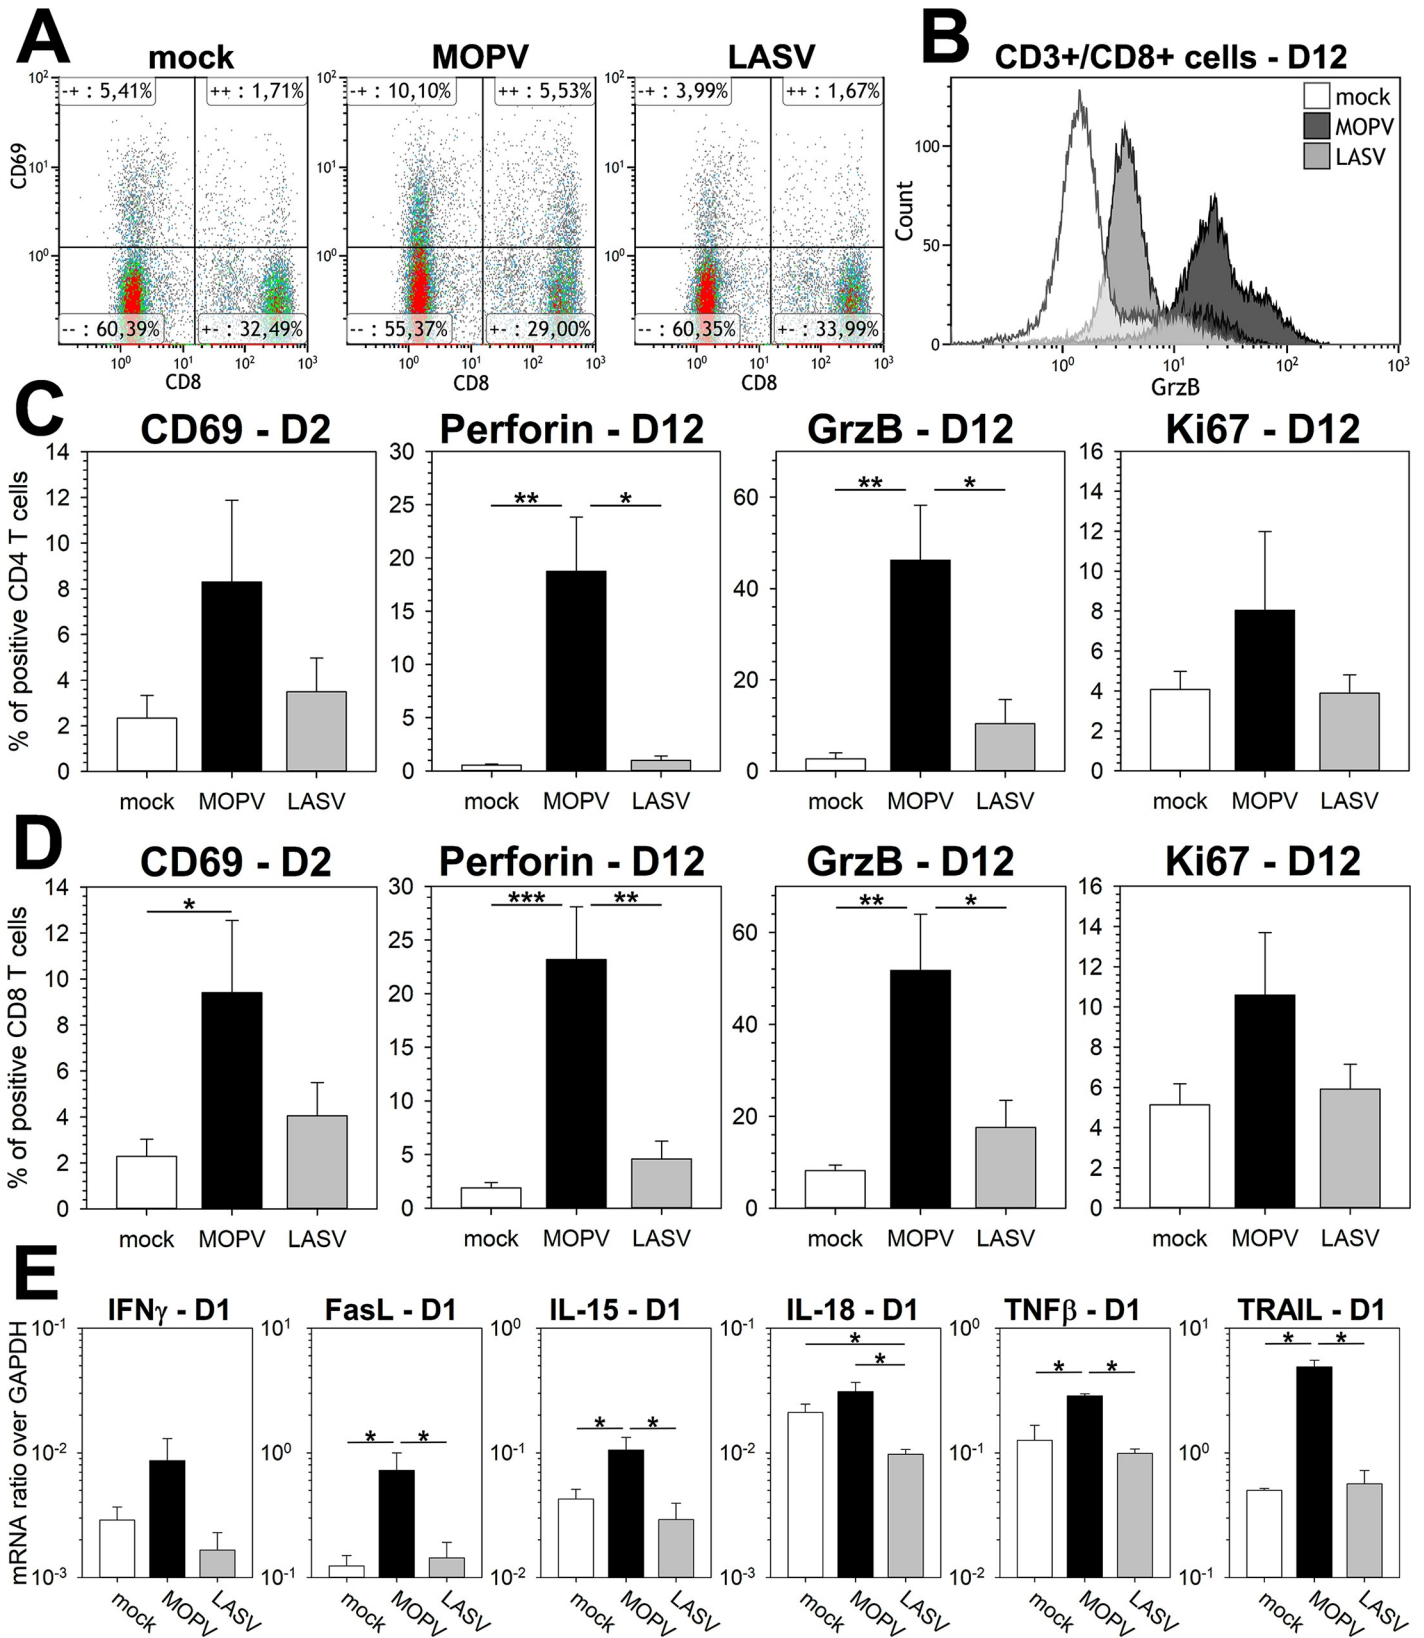 A
mock
MOPV
LASV
CD69
10²
10¹
10⁰
-+ : 5,41%
++ : 1,71%
-- : 60,39%
+- : 32,49%
10⁰ 10¹ 10² 10³
CD8
10²
10¹
10⁰
-+ : 10,10%
++ : 5,53%
-- : 55,37%
+- : 29,00%
10⁰ 10¹ 10² 10³
CD8
10²
10¹
10⁰
-+ : 3,99%
++ : 1,67%
-- : 60,35%
+- : 33,99%
10⁰ 10¹ 10² 10³
CD8
B
CD3+/CD8+ cells - D12
mock
MOPV
LASV
Count
100
50
0
10⁰ 10¹ 10² 10³
GrzB
C
% of positive CD4 T cells
CD69 - D2
14
12
10
8
6
4
2
0
mock MOPV LASV
Perforin - D12
30
25
20
15
10
5
0
** *
mock MOPV LASV
GrzB - D12
60
40
20
0
** *
mock MOPV LASV
Ki67 - D12
16
14
12
10
8
6
4
2
0
mock MOPV LASV
D
% of positive CD8 T cells
CD69 - D2
14
12
10
8
6
4
2
0
*
mock MOPV LASV
Perforin - D12
30
25
20
15
10
5
0
*** **
mock MOPV LASV
GrzB - D12
60
40
20
0
** *
mock MOPV LASV
Ki67 - D12
16
14
12
10
8
6
4
2
0
mock MOPV LASV
E
mRNA ratio over GAPDH
IFNγ - D1
10⁻¹
10⁻²
10⁻³
mock MOPV LASV
FasL - D1
10¹
10⁰
10⁻¹
* *
mock MOPV LASV
IL-15 - D1
10⁰
10⁻¹
10⁻²
* *
mock MOPV LASV
IL-18 - D1
10⁻¹
10⁻²
10⁻³
*
*
mock MOPV LASV
TNFβ - D1
10⁰
10⁻¹
10⁻²
* *
mock MOPV LASV
TRAIL - D1
10¹
10⁰
10⁻¹
* *
mock MOPV LASV